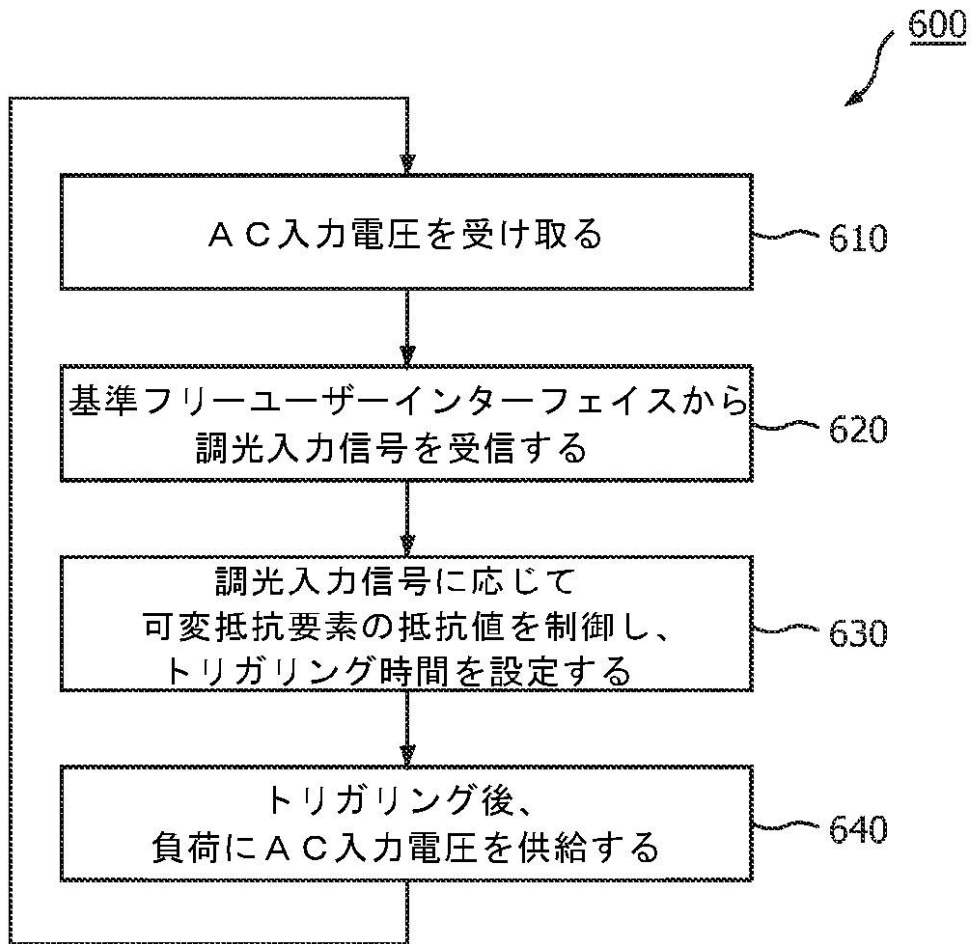 600
AC入力電圧を受け取る
610
基準フリーユーザーインターフェイスから
調光入力信号を受信する
620
調光入力信号に応じて
可変抵抗要素の抵抗値を制御し、
トリガリング時間を設定する
630
トリガリング後、
負荷にAC入力電圧を供給する
640